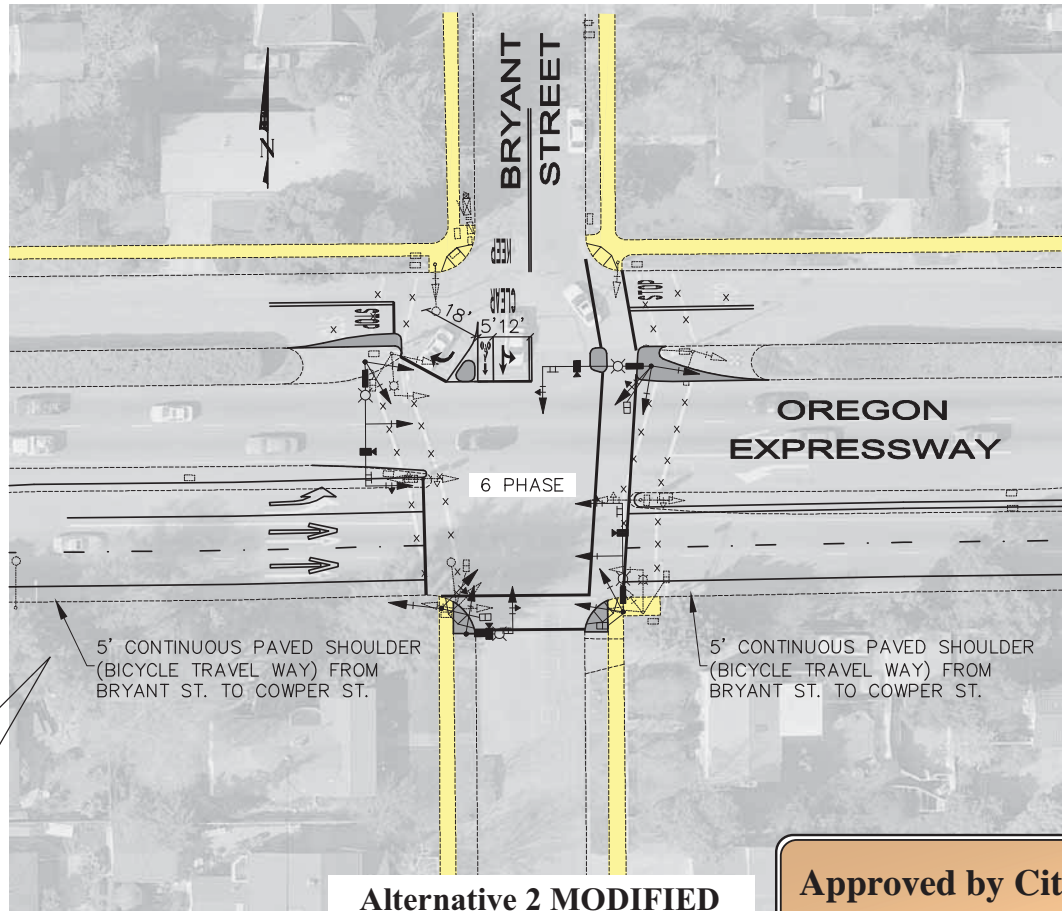 BRYANT
STREET
N
KEEP
CLEAR
STOP
STOP
18'
5'
12'
OREGON
EXPRESSWAY
6 PHASE
5' CONTINUOUS PAVED SHOULDER
(BICYCLE TRAVEL WAY) FROM
BRYANT ST. TO COWPER ST.
5' CONTINUOUS PAVED SHOULDER
(BICYCLE TRAVEL WAY) FROM
BRYANT ST. TO COWPER ST.
Alternative 2 MODIFIED
Approved by Cit